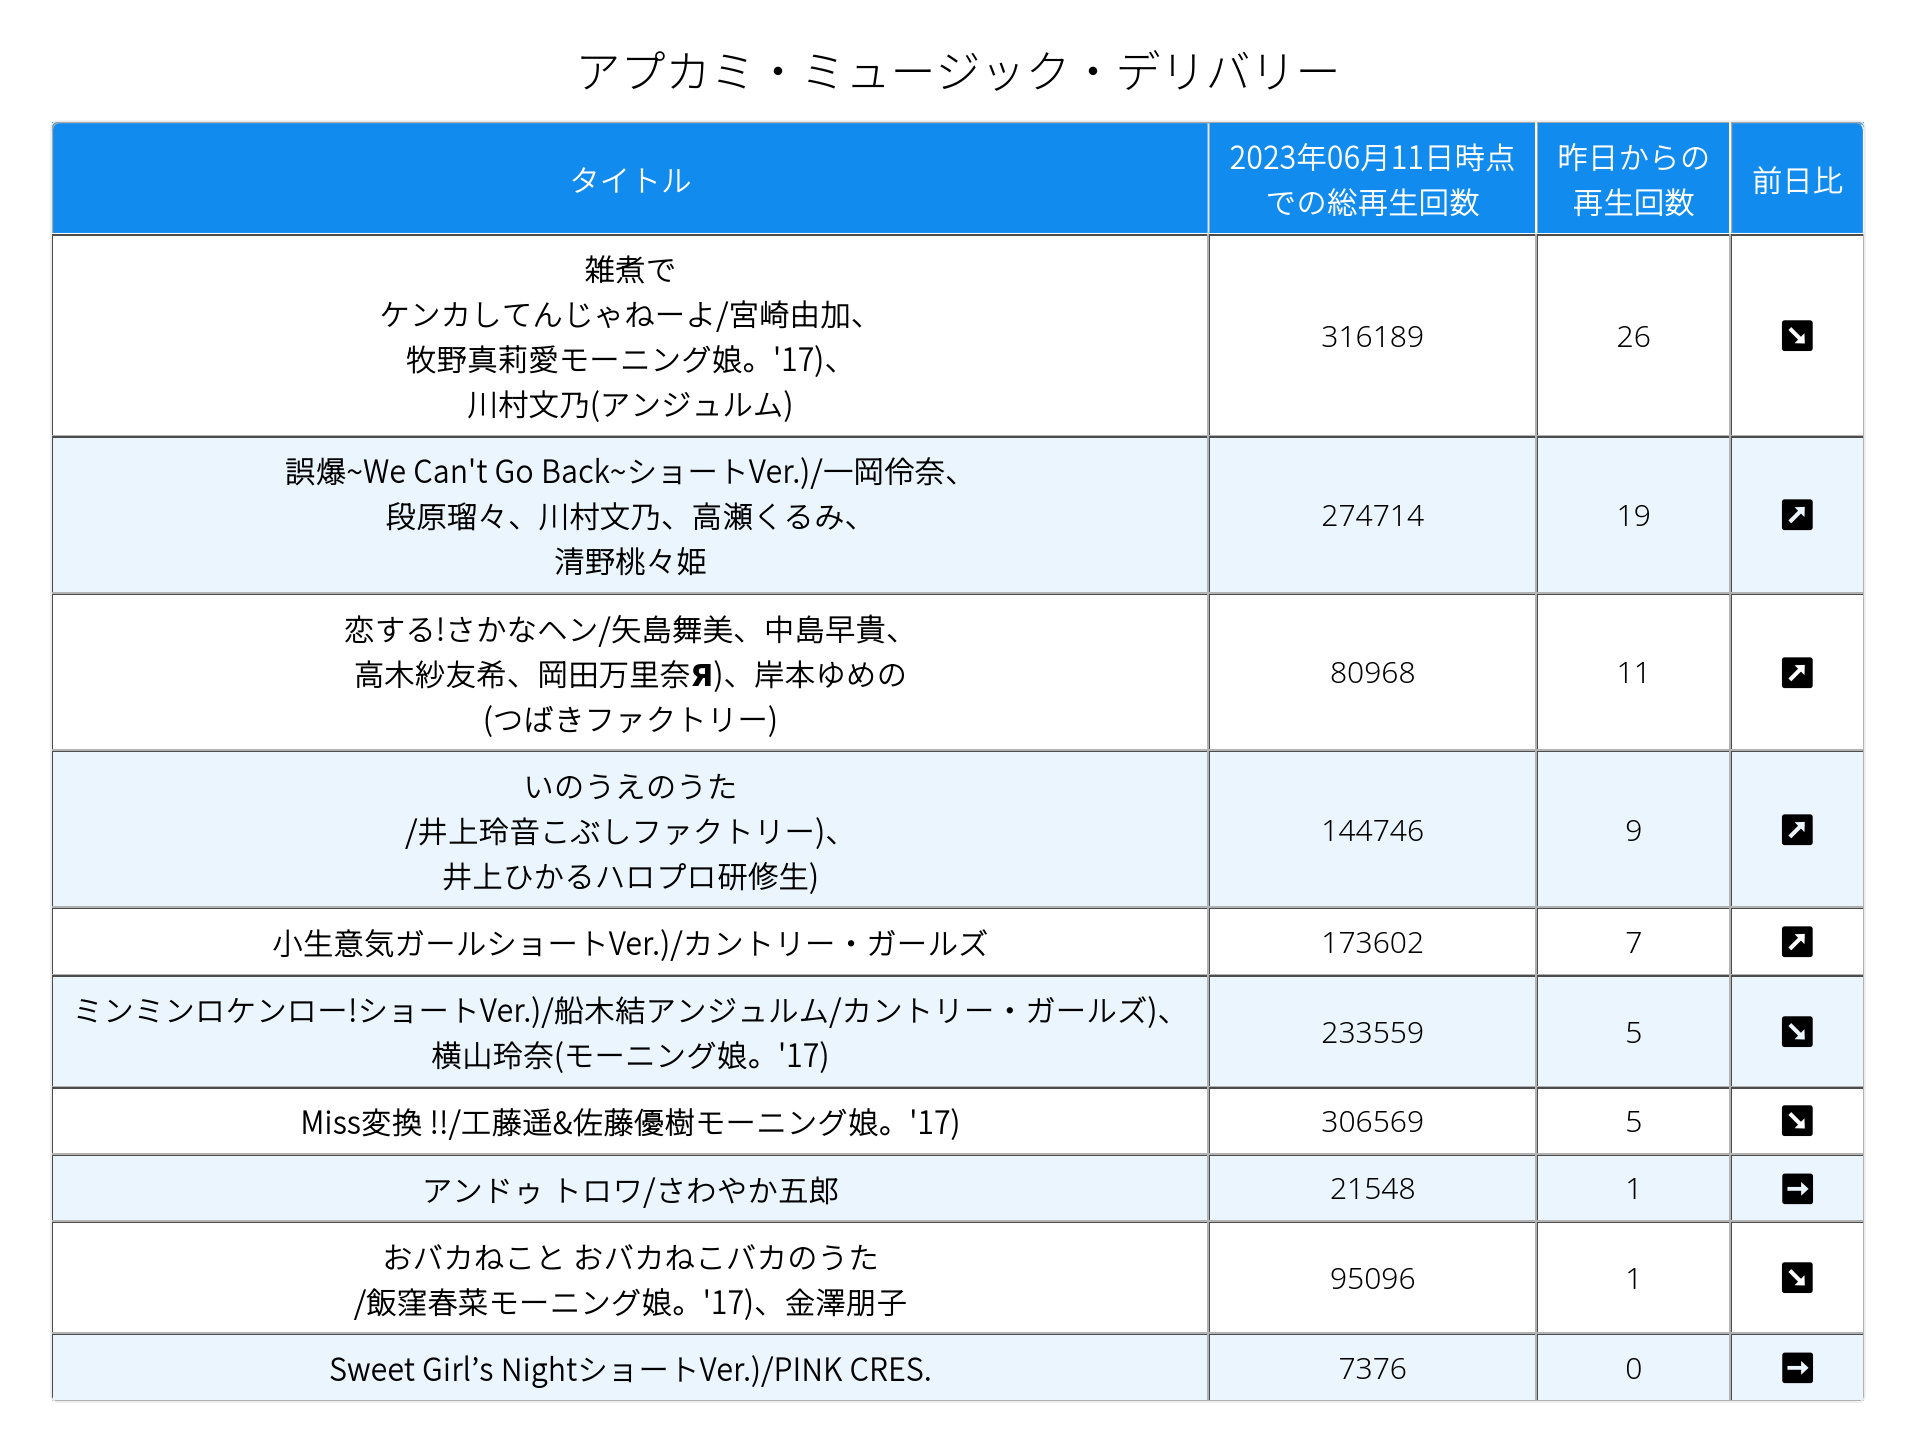 アプカミ・ミュージック・デリバリー
タイトル
2023年06月11日時点
での総再生回数
昨日からの
再生回数
前日比
雑煮で
ケンカしてんじゃねーよ/宮崎由加、
牧野真莉愛モーニング娘。'17)、
川村文乃(アンジュルム)
316189
26
誤爆~We Can't Go Back~ショートVer.)/一岡伶奈、
段原瑠々、川村文乃、高瀬くるみ、
清野桃々姫
274714
19
恋する!さかなヘン/矢島舞美、中島早貴、
高木紗友希、岡田万里奈Я)、岸本ゆめの
(つばきファクトリー)
80968
11
いのうえのうた
/井上玲音こぶしファクトリー)、
井上ひかるハロプロ研修生)
144746
9
小生意気ガールショートVer.)/カントリー・ガールズ
173602
7
ミンミンロケンロー!ショートVer.)/船木結アンジュルム/カントリー・ガールズ)、
横山玲奈(モーニング娘。'17)
233559
5
Miss変換 !!/工藤遥&佐藤優樹モーニング娘。'17)
306569
5
アンドゥ トロワ/さわやか五郎
21548
1
おバカねこと おバカねこバカのうた
/飯窪春菜モーニング娘。'17)、金澤朋子
95096
1
Sweet Girl’s NightショートVer.)/PINK CRES.
7376
0